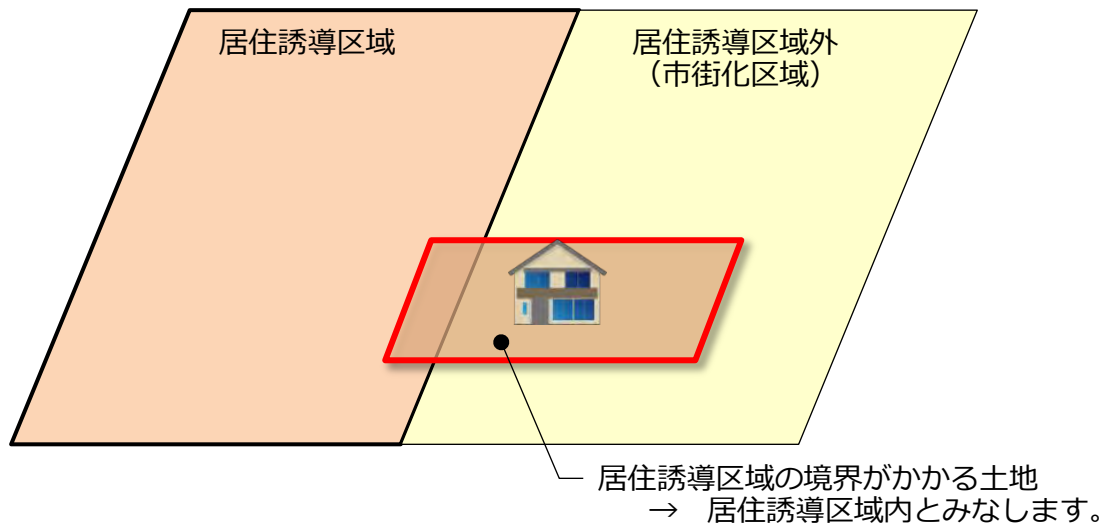 居住誘導区域
居住誘導区域外
（市街化区域）
居住誘導区域の境界がかかる土地
→ 居住誘導区域内とみなします。